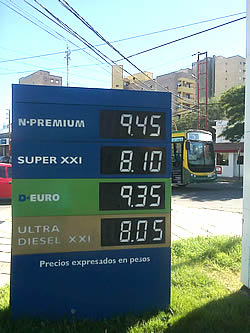 N-PREMIUM 9.45
SUPER XXI 8.10
D-EURO 9.35
ULTRA
DIESEL XXI 8.05
Precios expresados en pesos